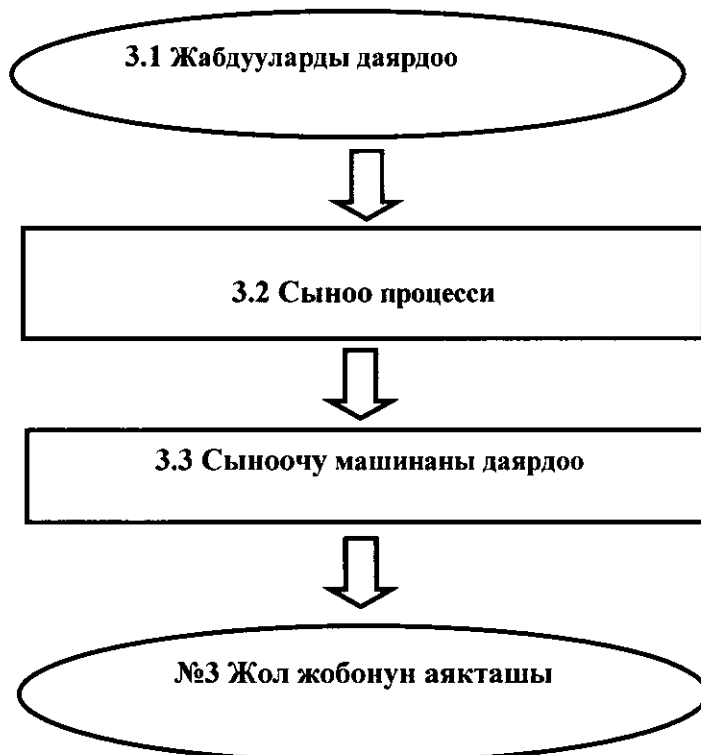 3.1 Жабдууларды даярдоо
3.2 Сыноо процесси
3.3 Сыноочу машинаны даярдоо
№3 Жол жобонун аякташы